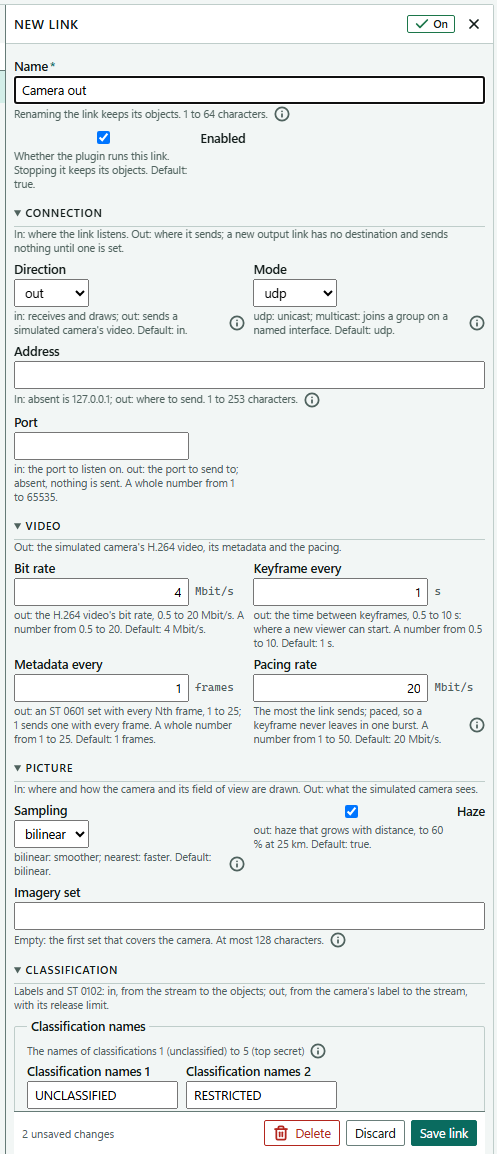 NEW LINK
On
Name*
Camera out
Renaming the link keeps its objects. 1 to 64 characters.
Enabled
Whether the plugin runs this link.
Stopping it keeps its objects. Default:
true.
CONNECTION
In: where the link listens. Out: where it sends; a new output link has no destination and sends
nothing until one is set.
Direction
Mode
out
udp
in: receives and draws; out: sends a
simulated camera's video. Default: in.
udp: unicast; multicast: joins a group on a
named interface. Default: udp.
Address
In: absent is 127.0.0.1; out: where to send. 1 to 253 characters.
Port
in: the port to listen on. out: the port to send to;
absent, nothing is sent. A whole number from 1
to 65535.
VIDEO
Out: the simulated camera's H.264 video, its metadata and the pacing.
Bit rate
Keyframe every
4 Mbit/s
1 s
out: the H.264 video's bit rate, 0.5 to 20 Mbit/s. A
number from 0.5 to 20. Default: 4 Mbit/s.
out: the time between keyframes, 0.5 to 10 s:
where a new viewer can start. A number from 0.5
to 10. Default: 1 s.
Metadata every
Pacing rate
1 frames
20 Mbit/s
out: an ST 0601 set with every Nth frame, 1 to 25;
1 sends one with every frame. A whole number
from 1 to 25. Default: 1 frames.
The most the link sends; paced, so a
keyframe never leaves in one burst. A
number from 1 to 50. Default: 20 Mbit/s.
PICTURE
In: where and how the camera and its field of view are drawn. Out: what the simulated camera sees.
Sampling
Haze
bilinear
out: haze that grows with distance, to 60
% at 25 km. Default: true.
bilinear: smoother; nearest: faster. Default:
bilinear.
Imagery set
Empty: the first set that covers the camera. At most 128 characters.
CLASSIFICATION
Labels and ST 0102: in, from the stream to the objects; out, from the camera's label to the stream,
with its release limit.
Classification names
The names of classifications 1 (unclassified) to 5 (top secret)
Classification names 1
Classification names 2
UNCLASSIFIED
RESTRICTED
2 unsaved changes
Delete
Discard
Save link